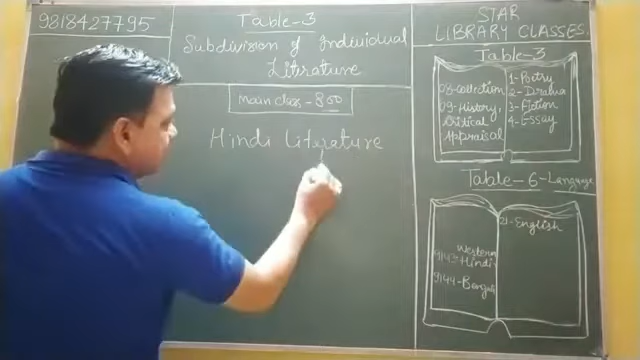 9818427795
Table-3
Subdivision of Individual
Literature
main class - 800
Hindi Literature
STAR
LIBRARY CLASSES
Table-3
08-collection
09-History,
Critical
Appraisal
1-Poetry
2- Drama
3-Fiction
4-Essay
Table-6-Language
Western
Hindi
9144-Bengali
21-English